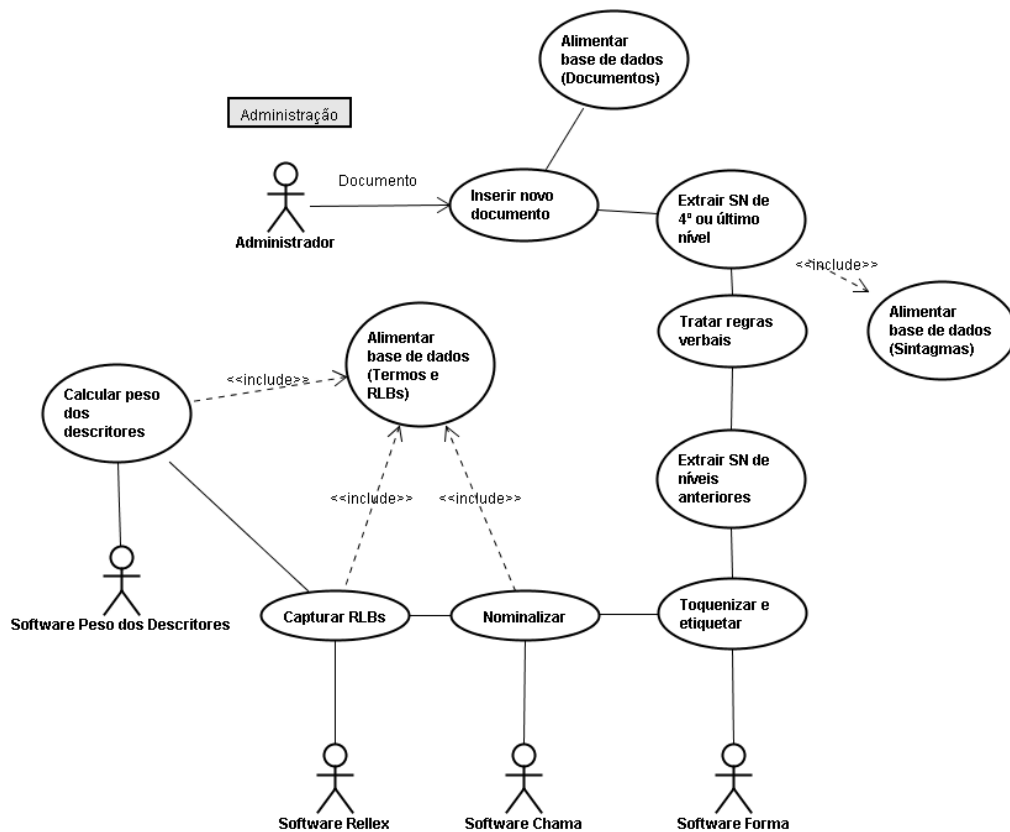 Alimentar
base de dados
(Documentos)
Administração
Documento
Inserir novo
documento
Extrair SN de
4º ou último
nível
Administrador
<<include>>
Alimentar
base de dados
(Sintagmas)
Tratar regras
verbais
Alimentar
base de dados
(Termos e
RLBs)
<<include>>
Calcular peso
dos
descritores
Extrair SN de
níveis
anteriores
<<include>>
<<include>>
Software Peso dos Descritores
Capturar RLBs
Nominalizar
Toquenizar e
etiquetar
Software Rellex
Software Chama
Software Forma